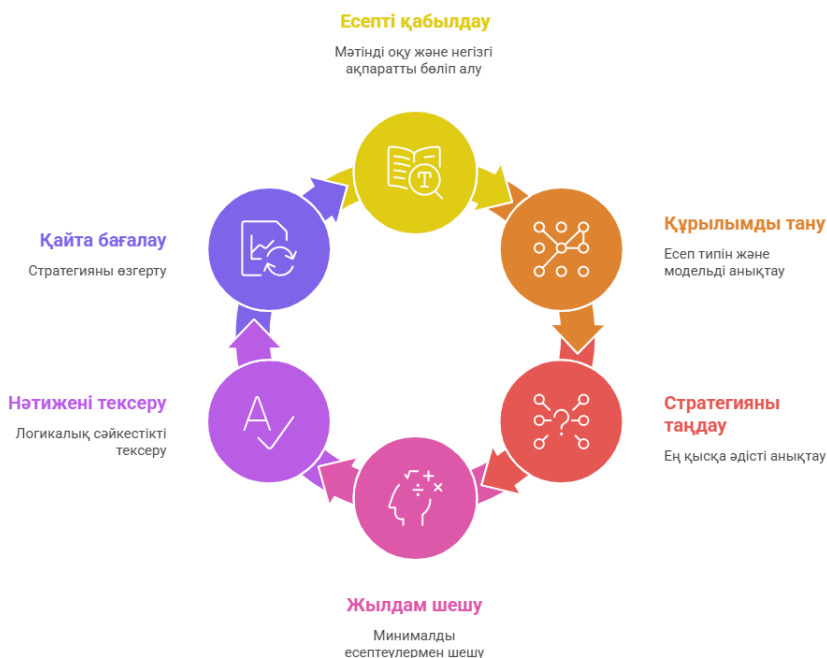 Есепті қабылдау
Мәтінді оқу және негізгі
ақпаратты бөліп алу
Құрылымды тану
Есеп типін және
модельді анықтау
Стратегияны
таңдау
Ең қысқа әдісті анықтау
Жылдам шешу
Минималды
есептеулермен шешу
Нәтижені тексеру
Логикалық сәйкестікті
тексеру
Қайта бағалау
Стратегияны өзгерту